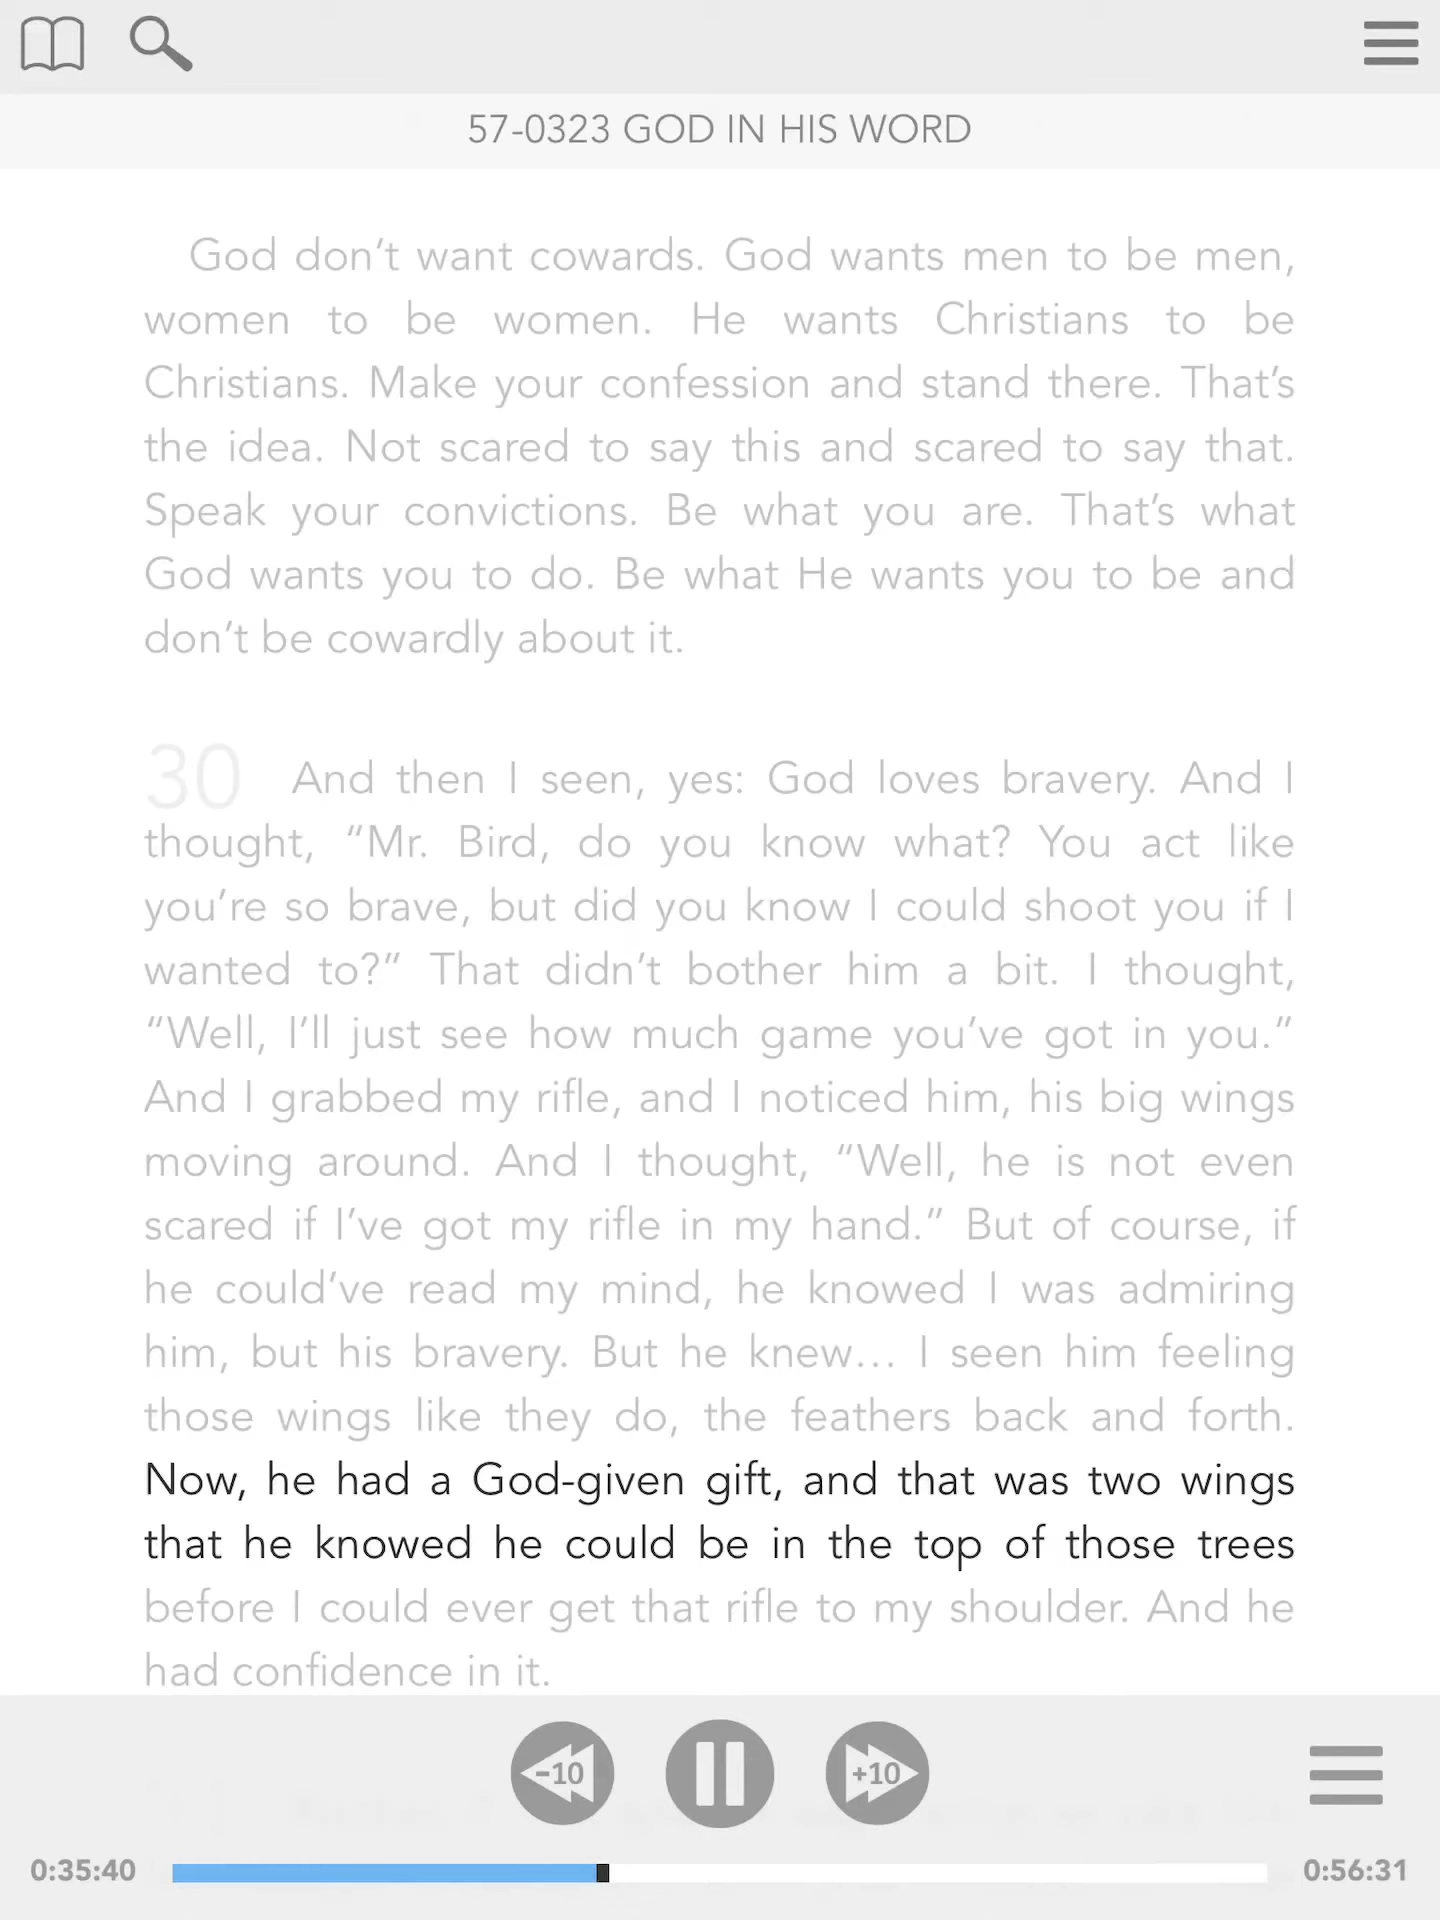 57-0323 GOD IN HIS WORD
God don’t want cowards. God wants men to be men,
women to be women. He wants Christians to be
Christians. Make your confession and stand there. That’s
the idea. Not scared to say this and scared to say that.
Speak your convictions. Be what you are. That’s what
God wants you to do. Be what He wants you to be and
don’t be cowardly about it.
30 And then I seen, yes: God loves bravery. And I
thought, “Mr. Bird, do you know what? You act like
you’re so brave, but did you know I could shoot you if I
wanted to?” That didn’t bother him a bit. I thought,
“Well, I’ll just see how much game you’ve got in you.”
And I grabbed my rifle, and I noticed him, his big wings
moving around. And I thought, “Well, he is not even
scared if I’ve got my rifle in my hand.” But of course, if
he could’ve read my mind, he knowed I was admiring
him, but his bravery. But he knew… I seen him feeling
those wings like they do, the feathers back and forth.
Now, he had a God-given gift, and that was two wings
that he knowed he could be in the top of those trees
before I could ever get that rifle to my shoulder. And he
had confidence in it.
-10 +10
0:35:40 0:56:31